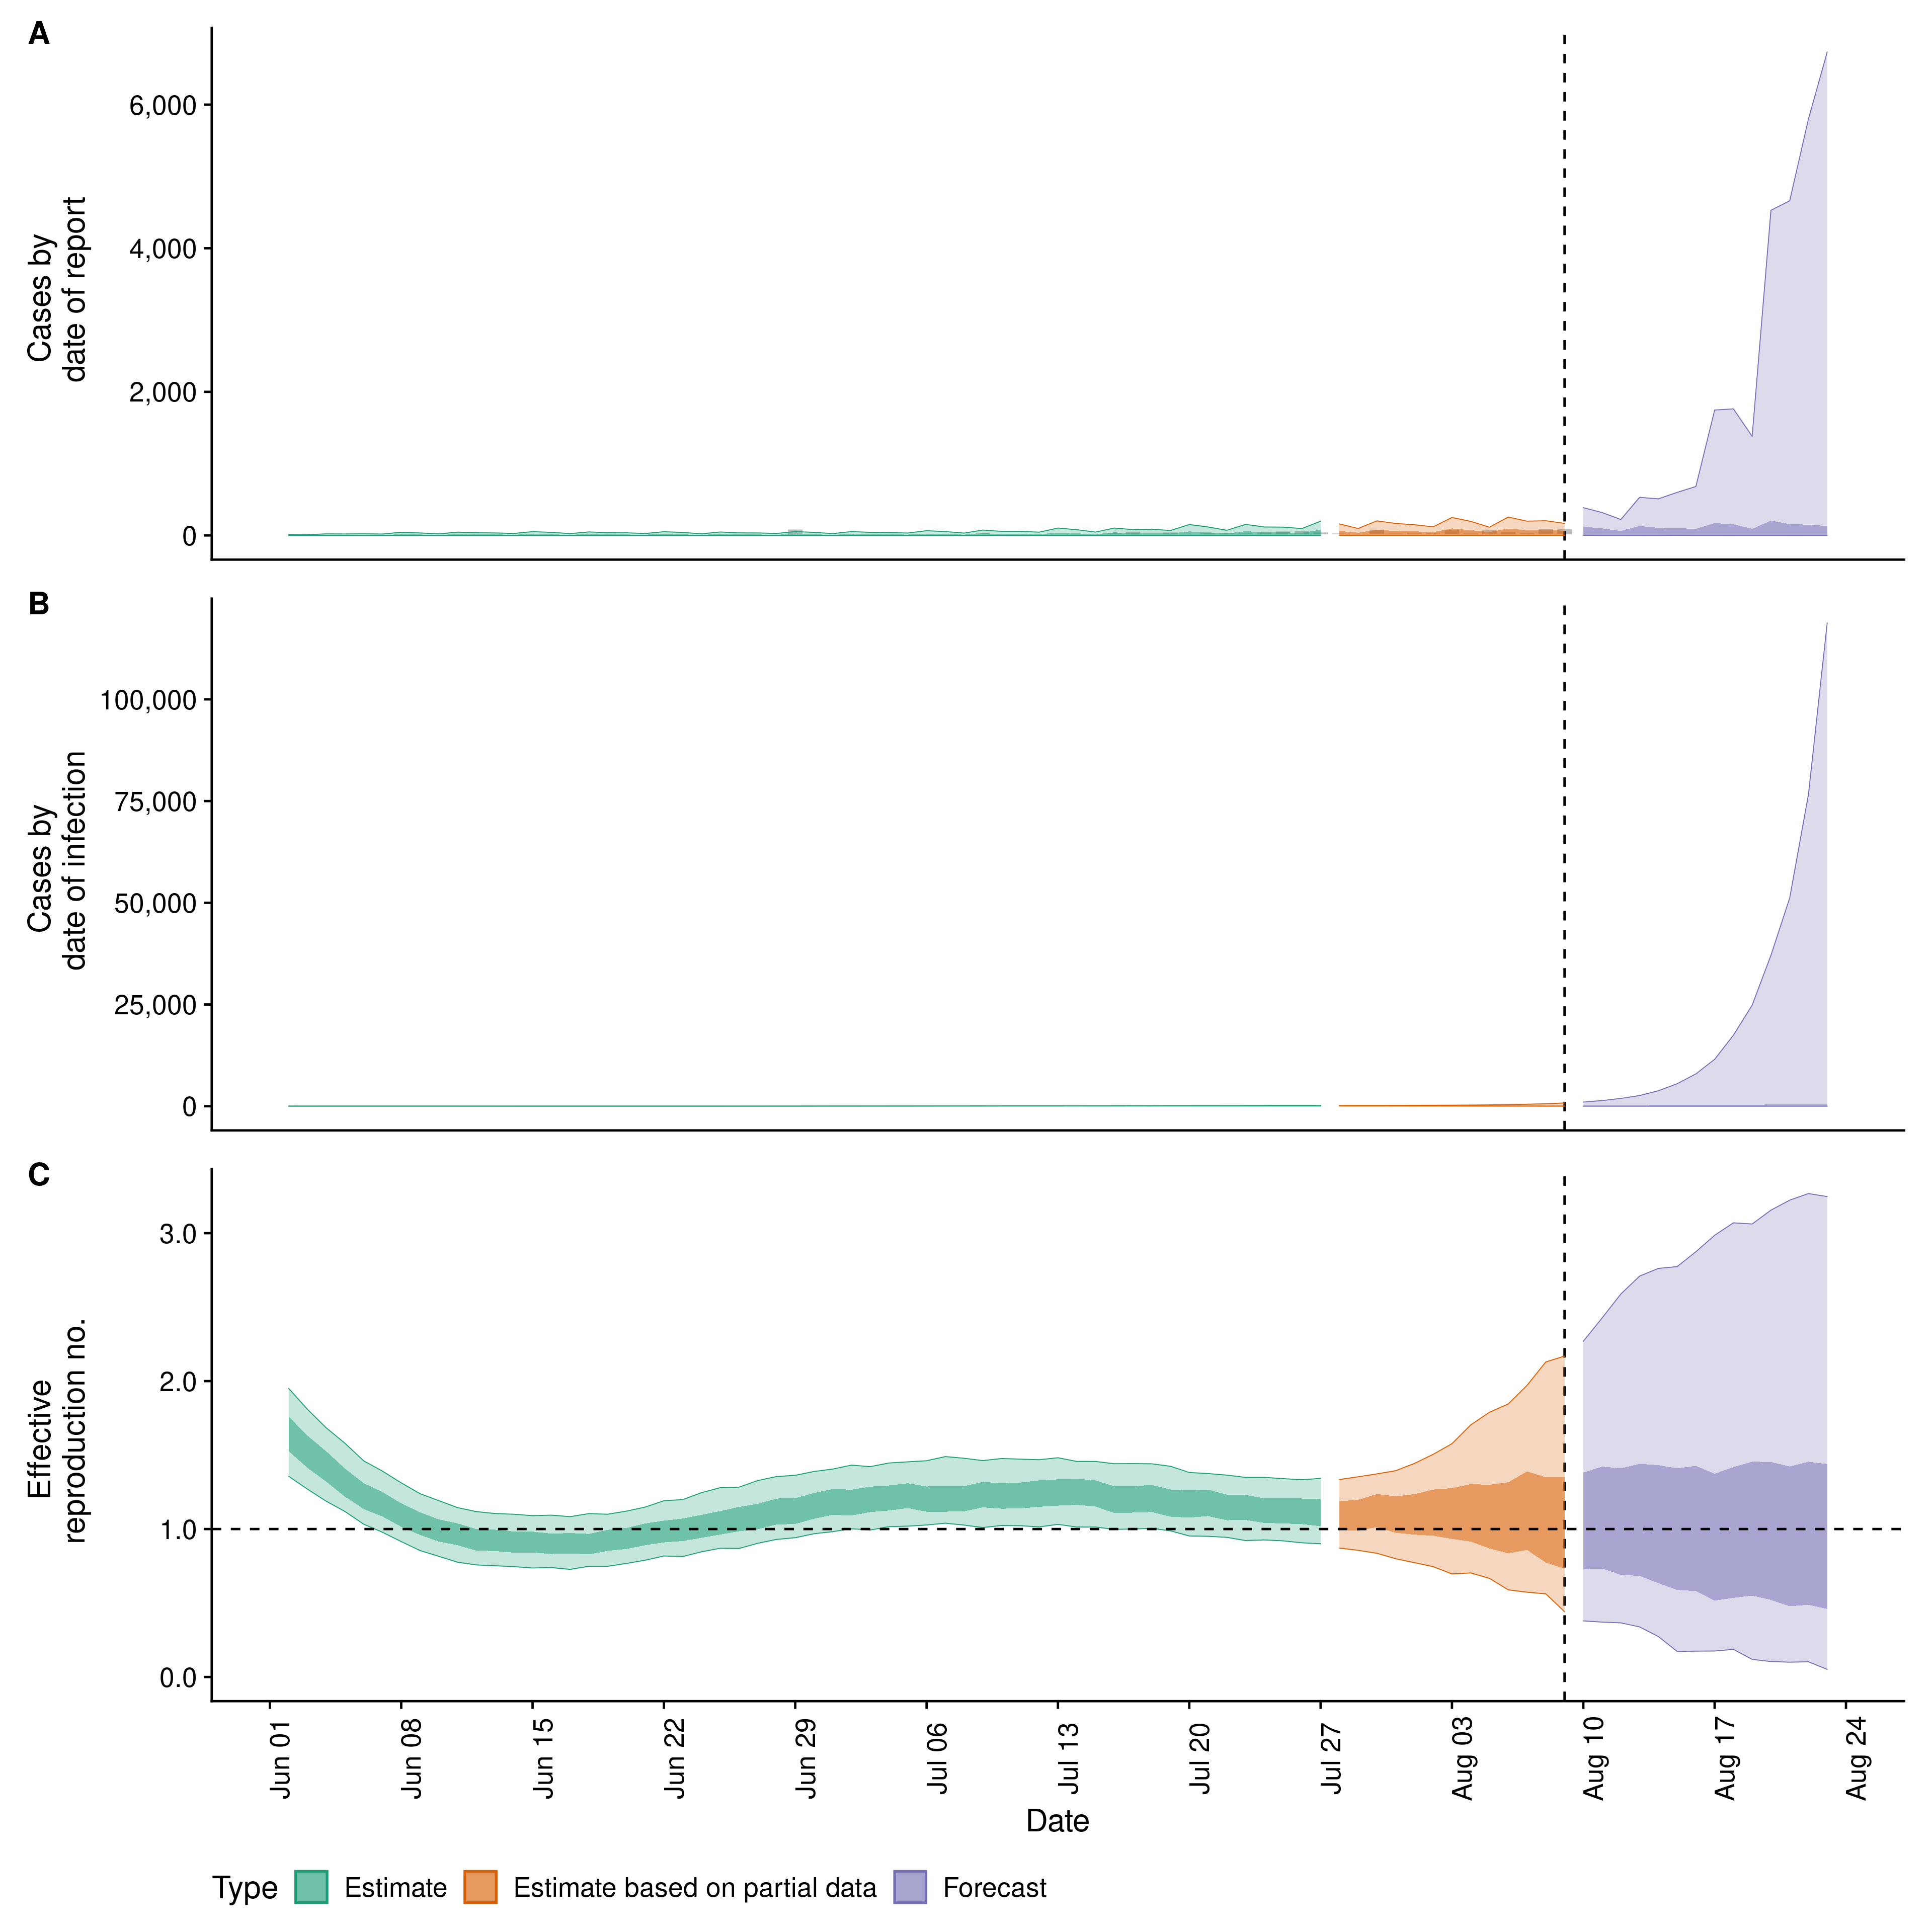 A
6,000
4,000
2,000
0
Cases by
date of report
B
100,000
75,000
50,000
25,000
0
Cases by
date of infection
C
3.0
2.0
1.0
0.0
Effective
reproduction no.
Jun 01
Jun 08
Jun 15
Jun 22
Jun 29
Jul 06
Jul 13
Jul 20
Jul 27
Aug 03
Aug 10
Aug 17
Aug 24
Date
Type Estimate Estimate based on partial data Forecast